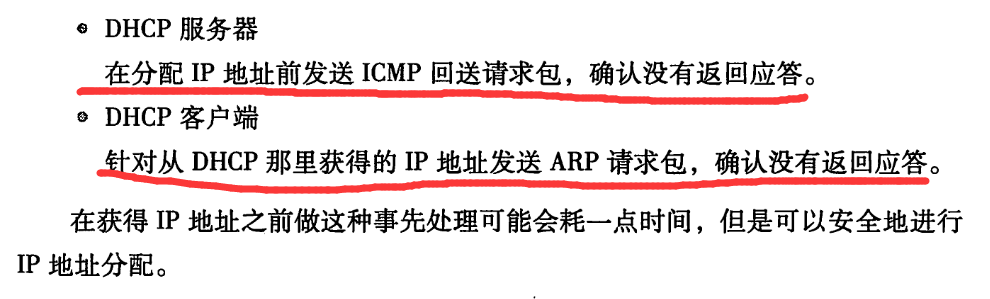 • DHCP 服务器
在分配 IP 地址前发送 ICMP 回送请求包，确认没有返回应答。
• DHCP 客户端
针对从 DHCP 那里获得的 IP 地址发送 ARP 请求包，确认没有返回应答。
在获得 IP 地址之前做这种事先处理可能会耗一点时间，但是可以安全地进行
IP 地址分配。